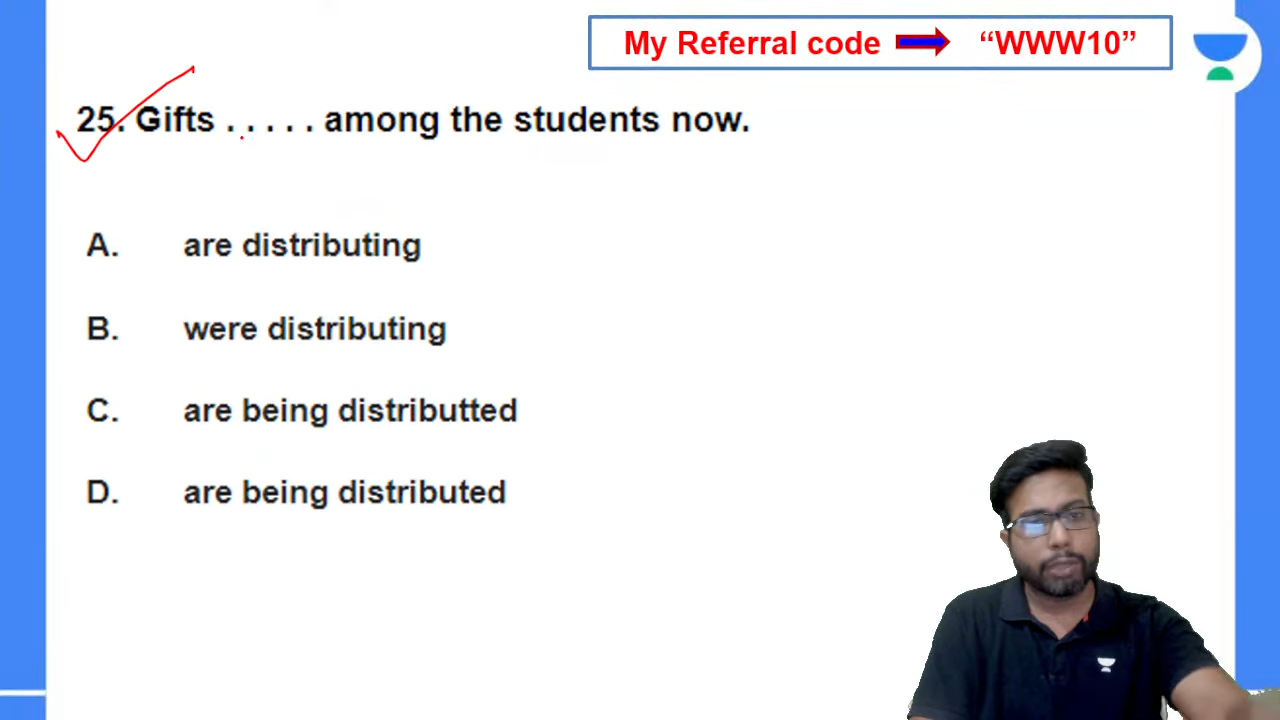 My Referral code “WWW10”
25. Gifts . . . . . among the students now.
A. are distributing
B. were distributing
C. are being distributted
D. are being distributed